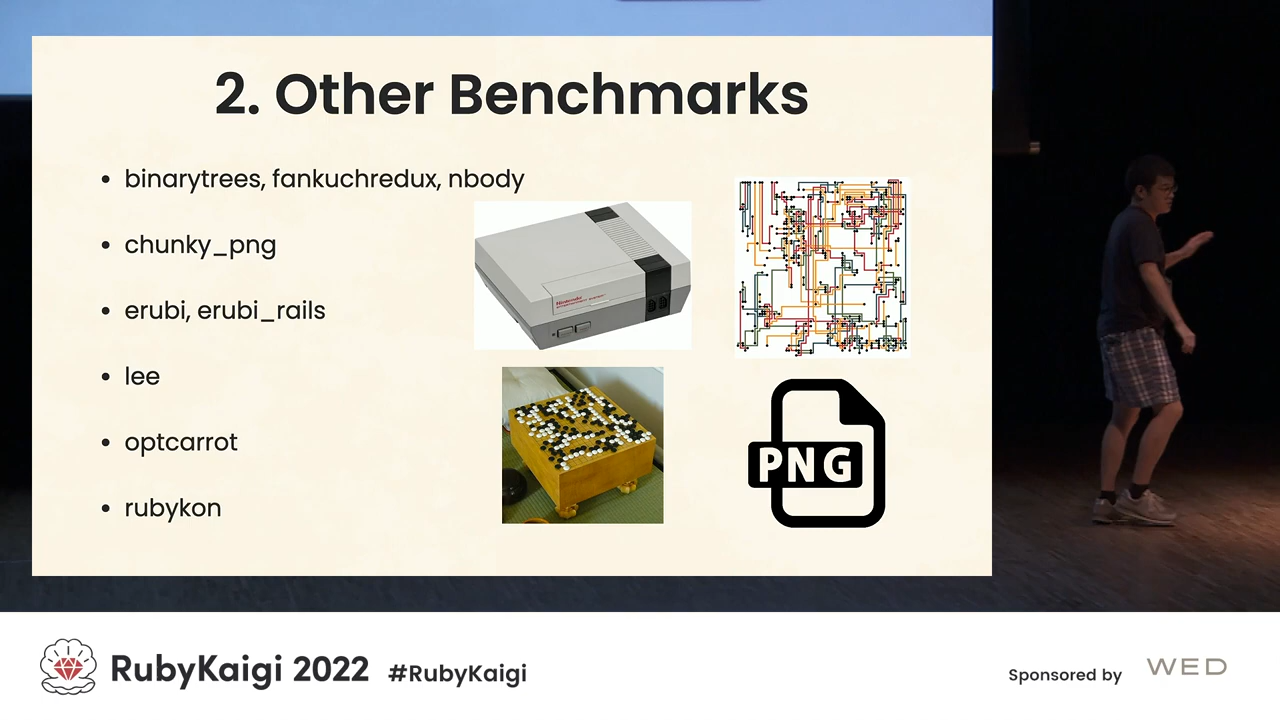 2. Other Benchmarks
• binarytrees, fankuchredux, nbody
• chunky_png
• erubi, erubi_rails
• lee
• optcarrot
• rubykon
Nintendo
PNG
RubyKaigi 2022 #RubyKaigi
Sponsored by WED